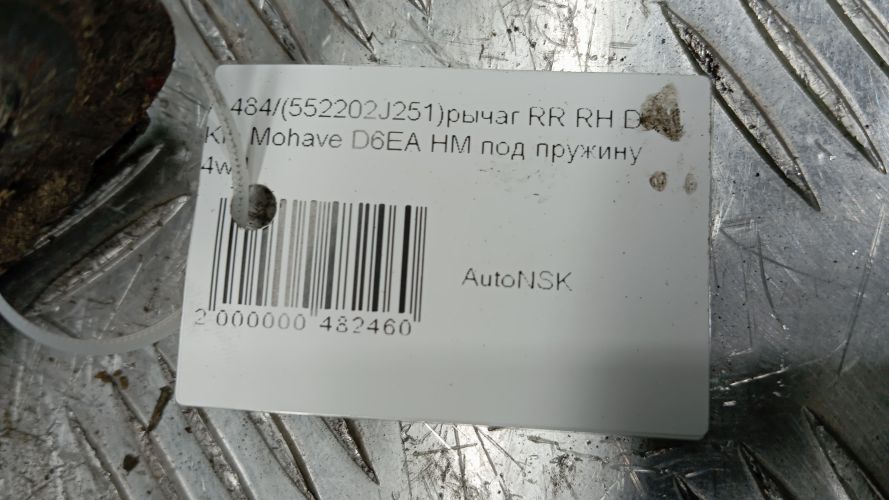 484/(552202J251)рычаг RR RH
Mohave D6EA HM под пружину
AutoNSK
2 000000 482460